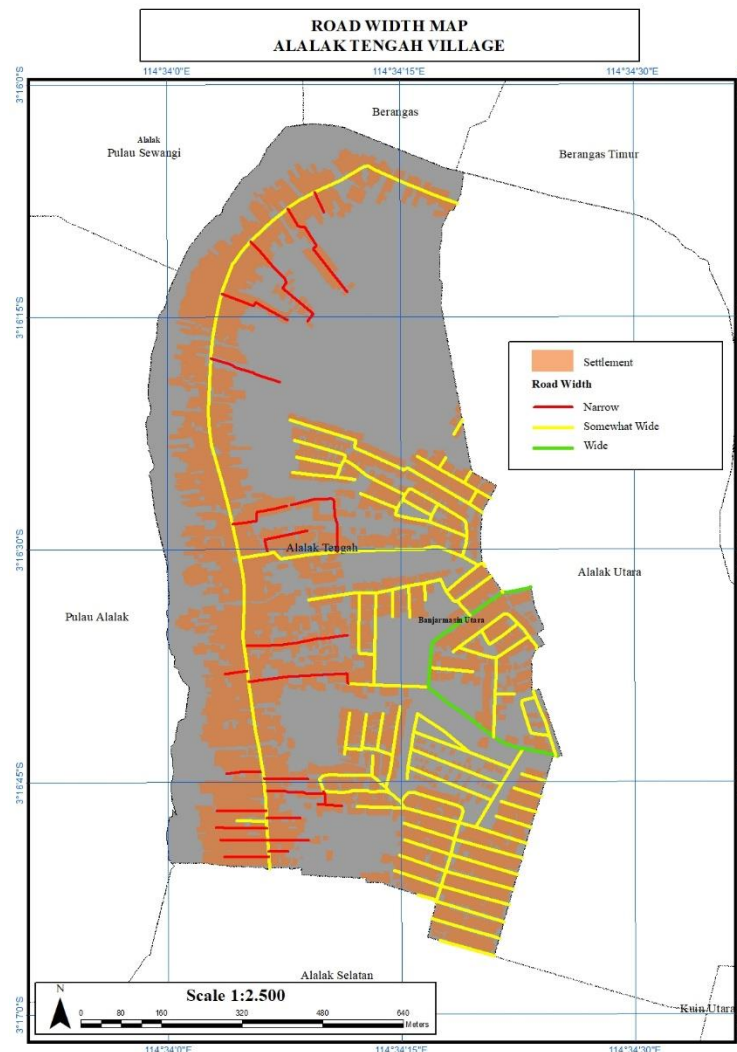 ROAD WIDTH MAP
ALALAK TENGAH VILLAGE
114°34'0"E
114°34'15"E
114°34'30"E
3°16'0"S
Berangas
Alalak
Pulau Sewangi
Berangas Timur
3°16'15"S
Settlement
Road Width
Narrow
Somewhat Wide
Wide
3°16'30"S
Alalak Tengah
Alalak Utara
Pulau Alalak
Banjarmasin Utara
3°16'45"S
Alalak Selatan
N
Scale 1:2.500
0 80 160 320 480 640
Meters
Kuin Utara
3°17'0"S
114°34'0"E
114°34'15"E
114°34'30"E